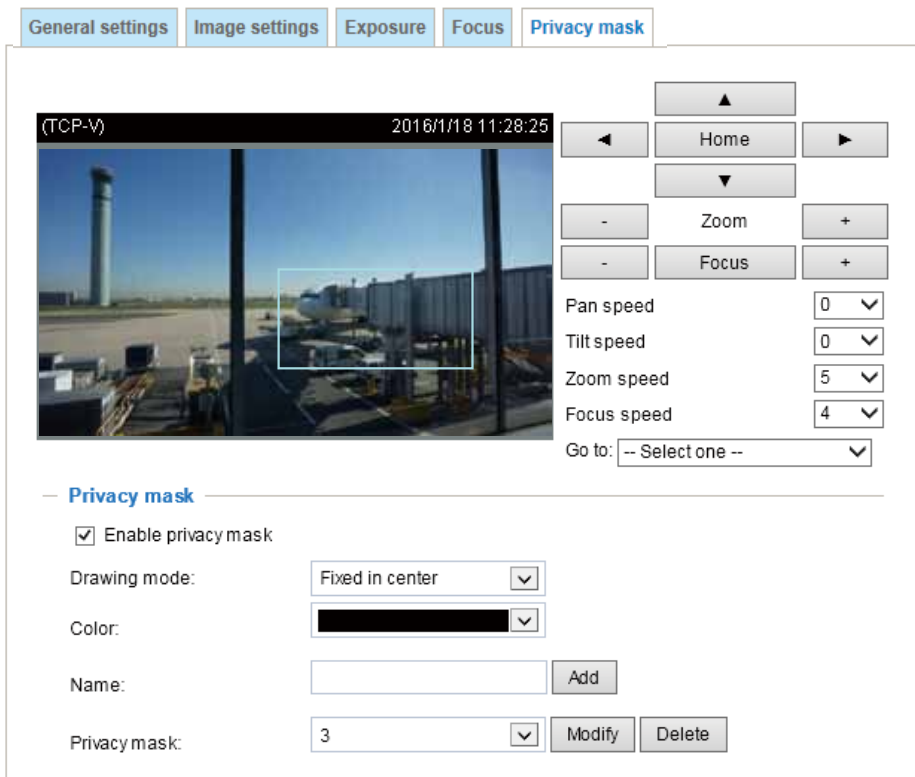 General settings Image settings Exposure Focus Privacy mask
(TCP-V) 2016/1/18 11:28:25
▲
◄ Home ►
▼
- Zoom +
- Focus +
Pan speed 0
Tilt speed 0
Zoom speed 5
Focus speed 4
Go to: -- Select one --
Privacy mask
Enable privacy mask
Drawing mode: Fixed in center
Color:
Name: Add
Privacy mask: 3 Modify Delete